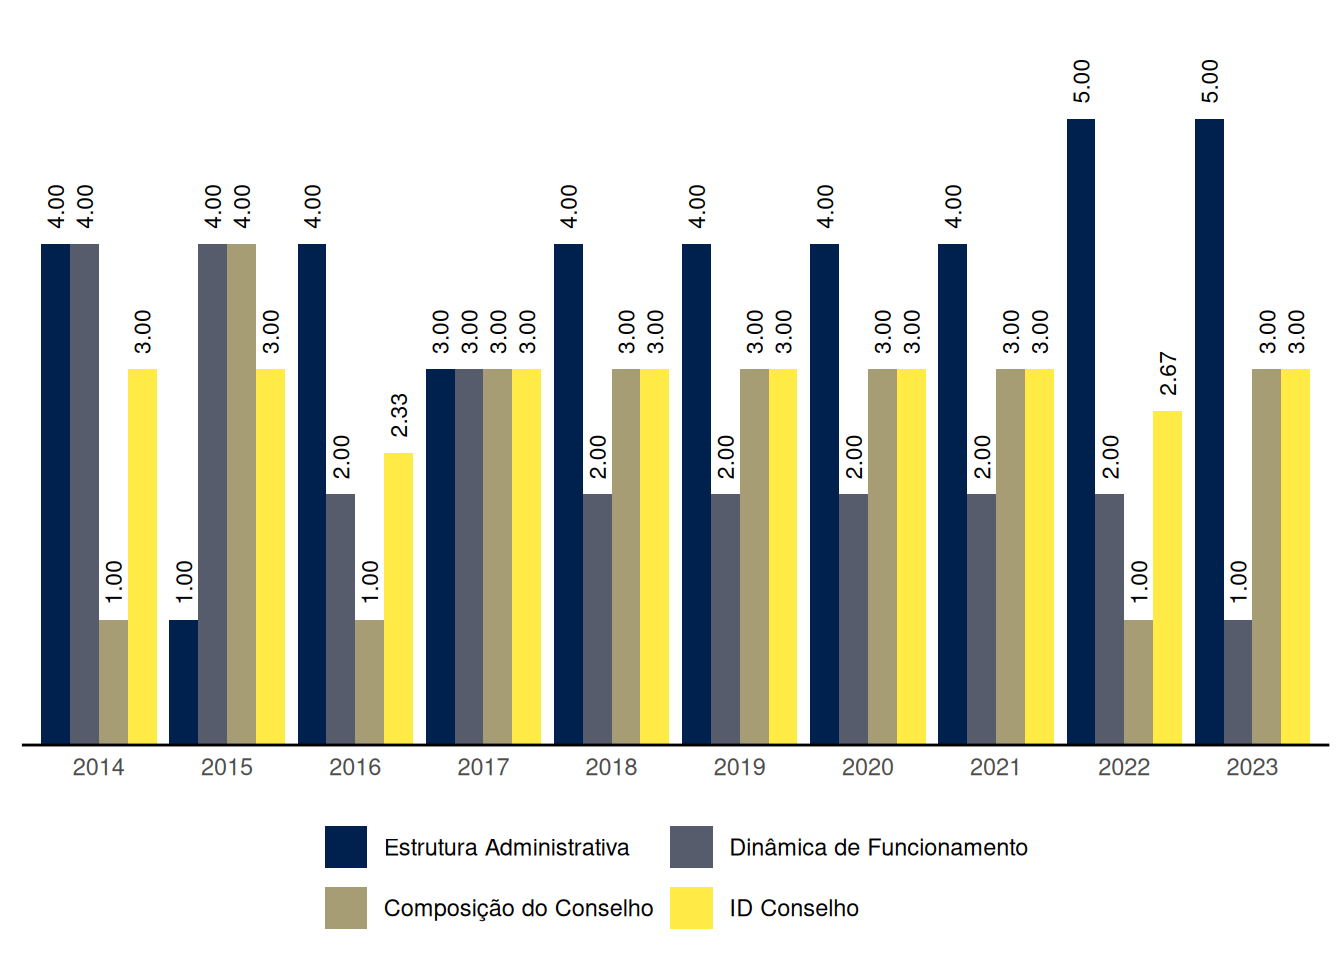 4.00 4.00 1.00 3.00
1.00 4.00 4.00 3.00
4.00 2.00 1.00 2.33
3.00 3.00 3.00 3.00
4.00 2.00 3.00 3.00
4.00 2.00 3.00 3.00
4.00 2.00 3.00 3.00
4.00 2.00 3.00 3.00
5.00 2.00 1.00 2.67
5.00 1.00 3.00 3.00
2014 2015 2016 2017 2018 2019 2020 2021 2022 2023
Estrutura Administrativa Dinâmica de Funcionamento
Composição do Conselho ID Conselho